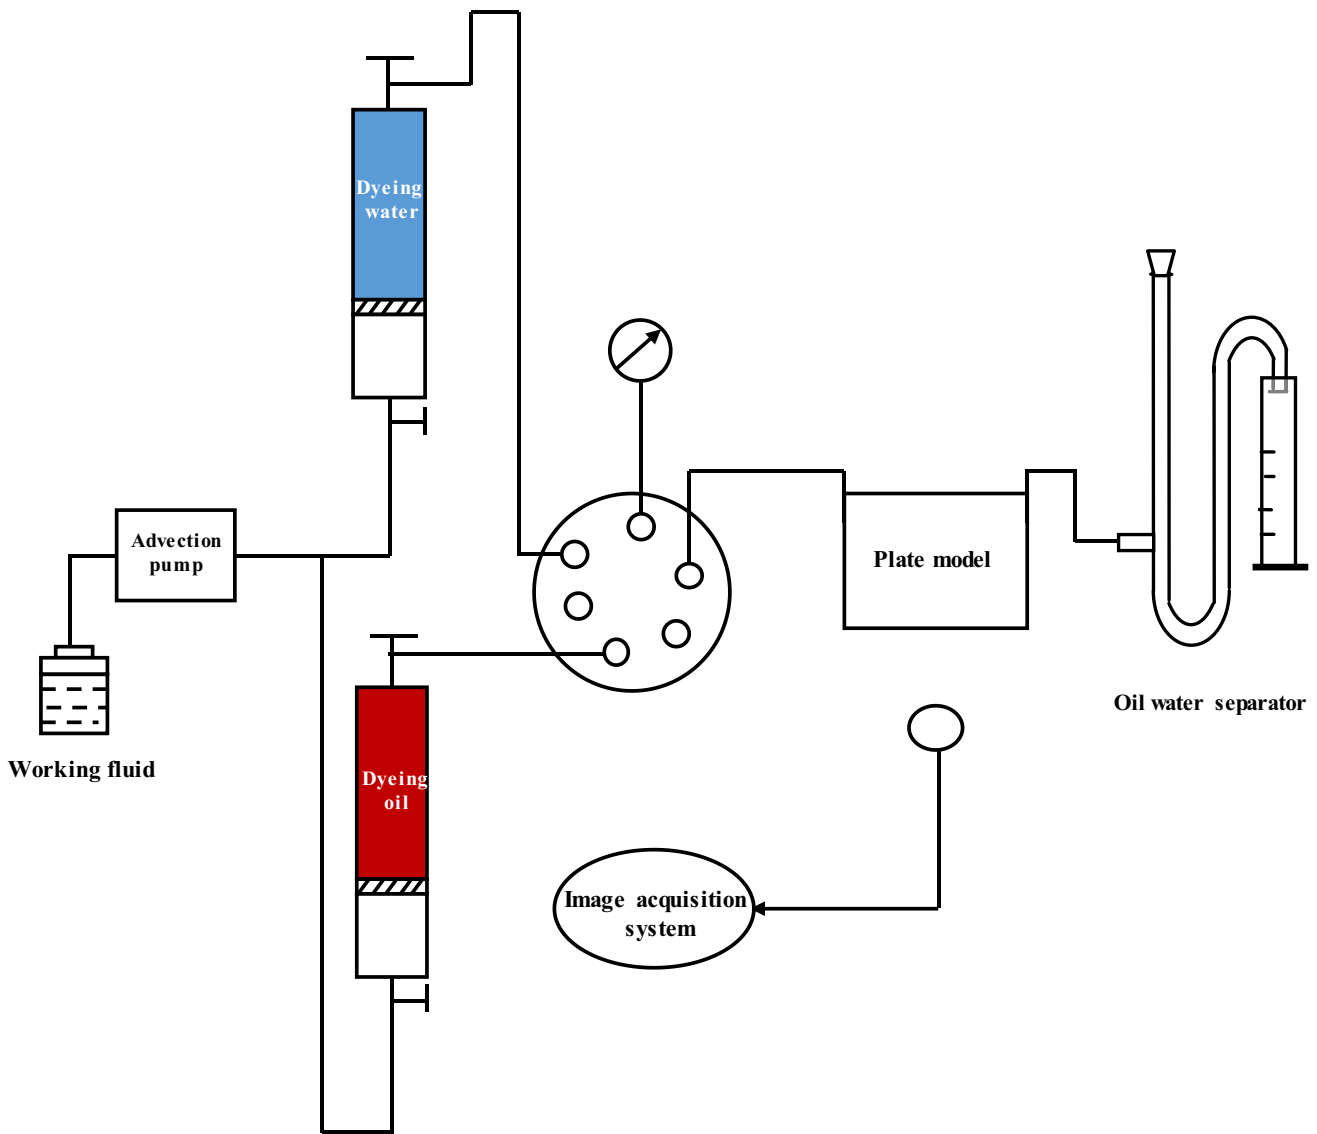 Dyeing
water
Advection
pump
Plate model
Oil water separator
Working fluid
Dyeing
oil
Image acquisition
system